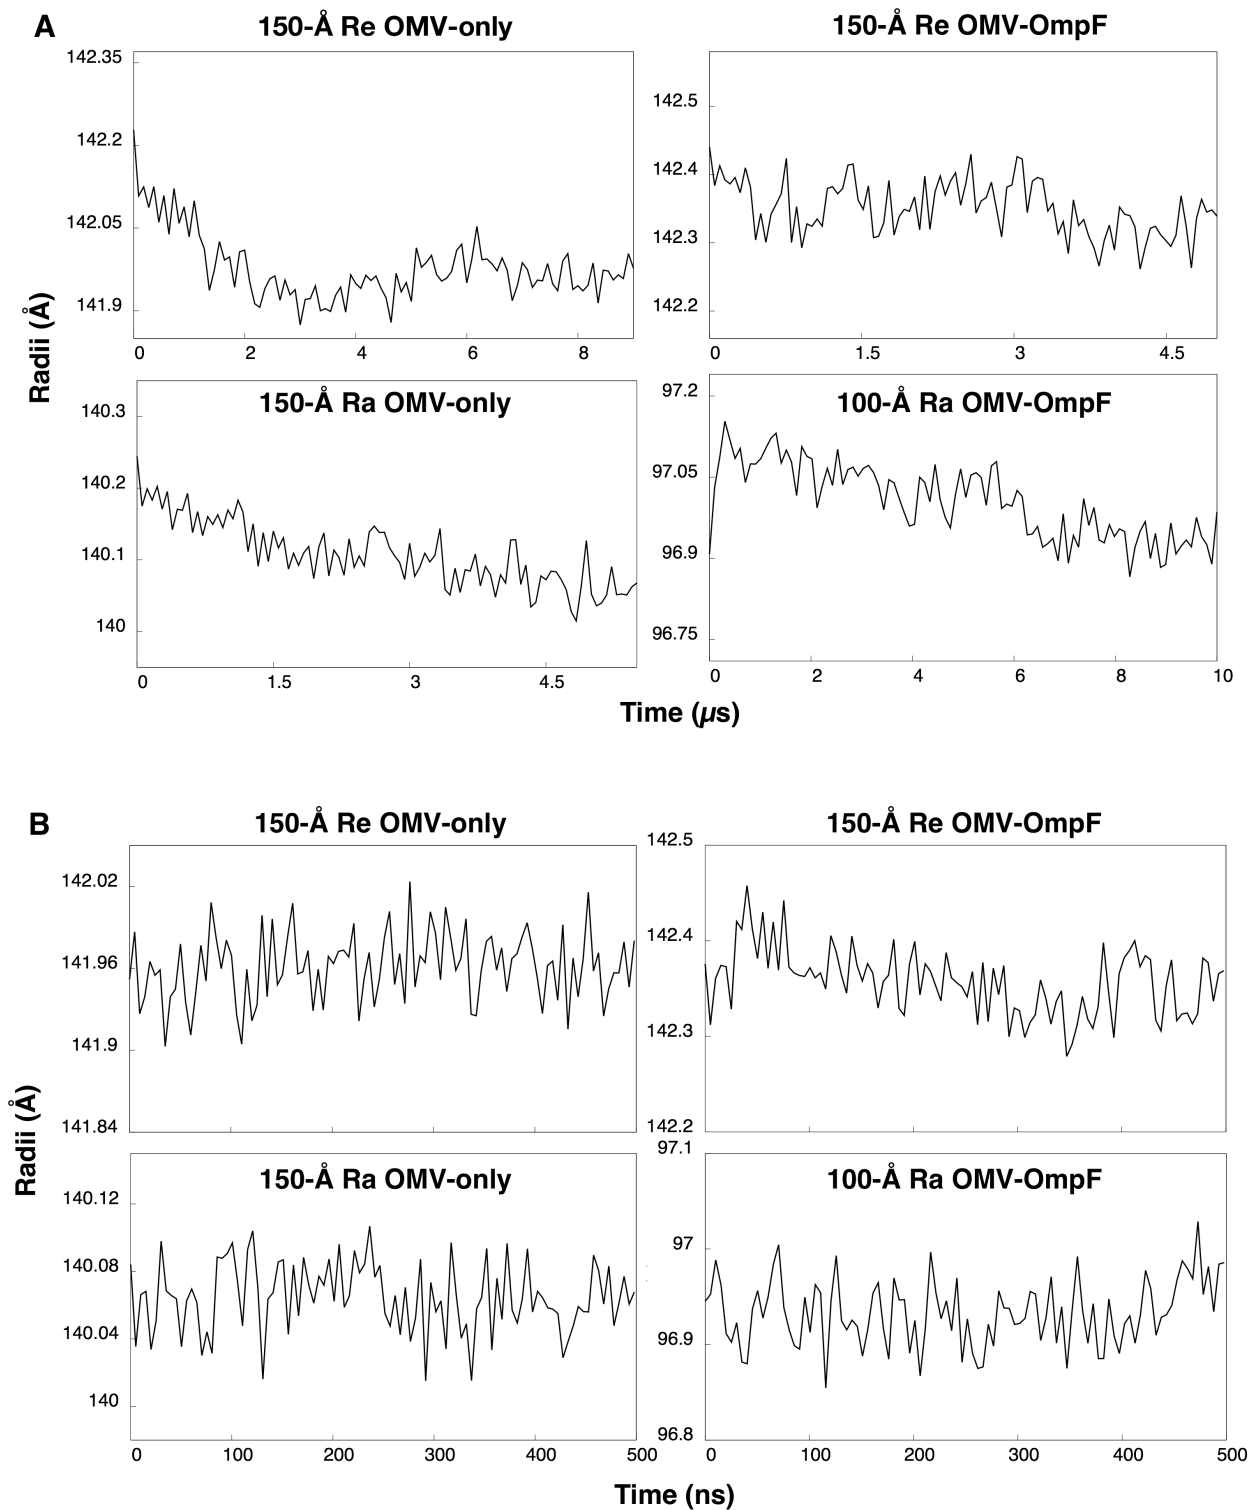 A
150-Å Re OMV-only
150-Å Re OMV-OmpF
142.35
142.2
142.05
141.9
0 2 4 6 8
142.5
142.4
142.3
142.2
0 1.5 3 4.5
Radii (Å)
150-Å Ra OMV-only
100-Å Ra OMV-OmpF
140.3
140.2
140.1
140
0 1.5 3 4.5
97.2
97.05
96.9
96.75
0 2 4 6 8 10
Time (µs)
B
150-Å Re OMV-only
150-Å Re OMV-OmpF
142.02
141.96
141.9
141.84
142.5
142.4
142.3
142.2
Radii (Å)
150-Å Ra OMV-only
100-Å Ra OMV-OmpF
140.12
140.08
140.04
140
0 100 200 300 400 500
97.1
97
96.9
96.8
0 100 200 300 400 500
Time (ns)